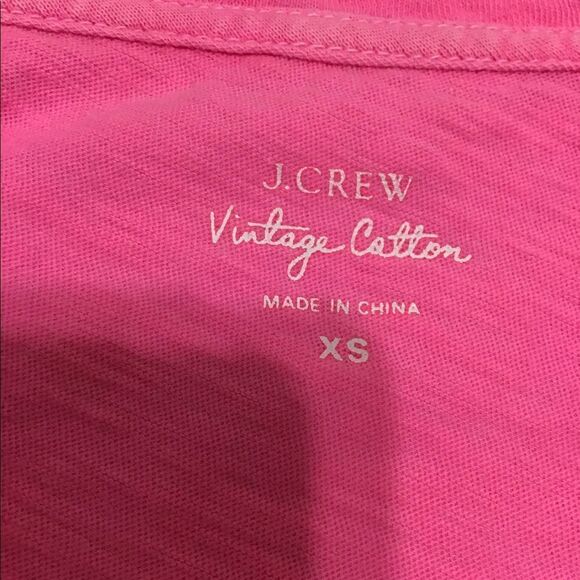 J.CREW
Vintage Cotton
MADE IN CHINA
XS